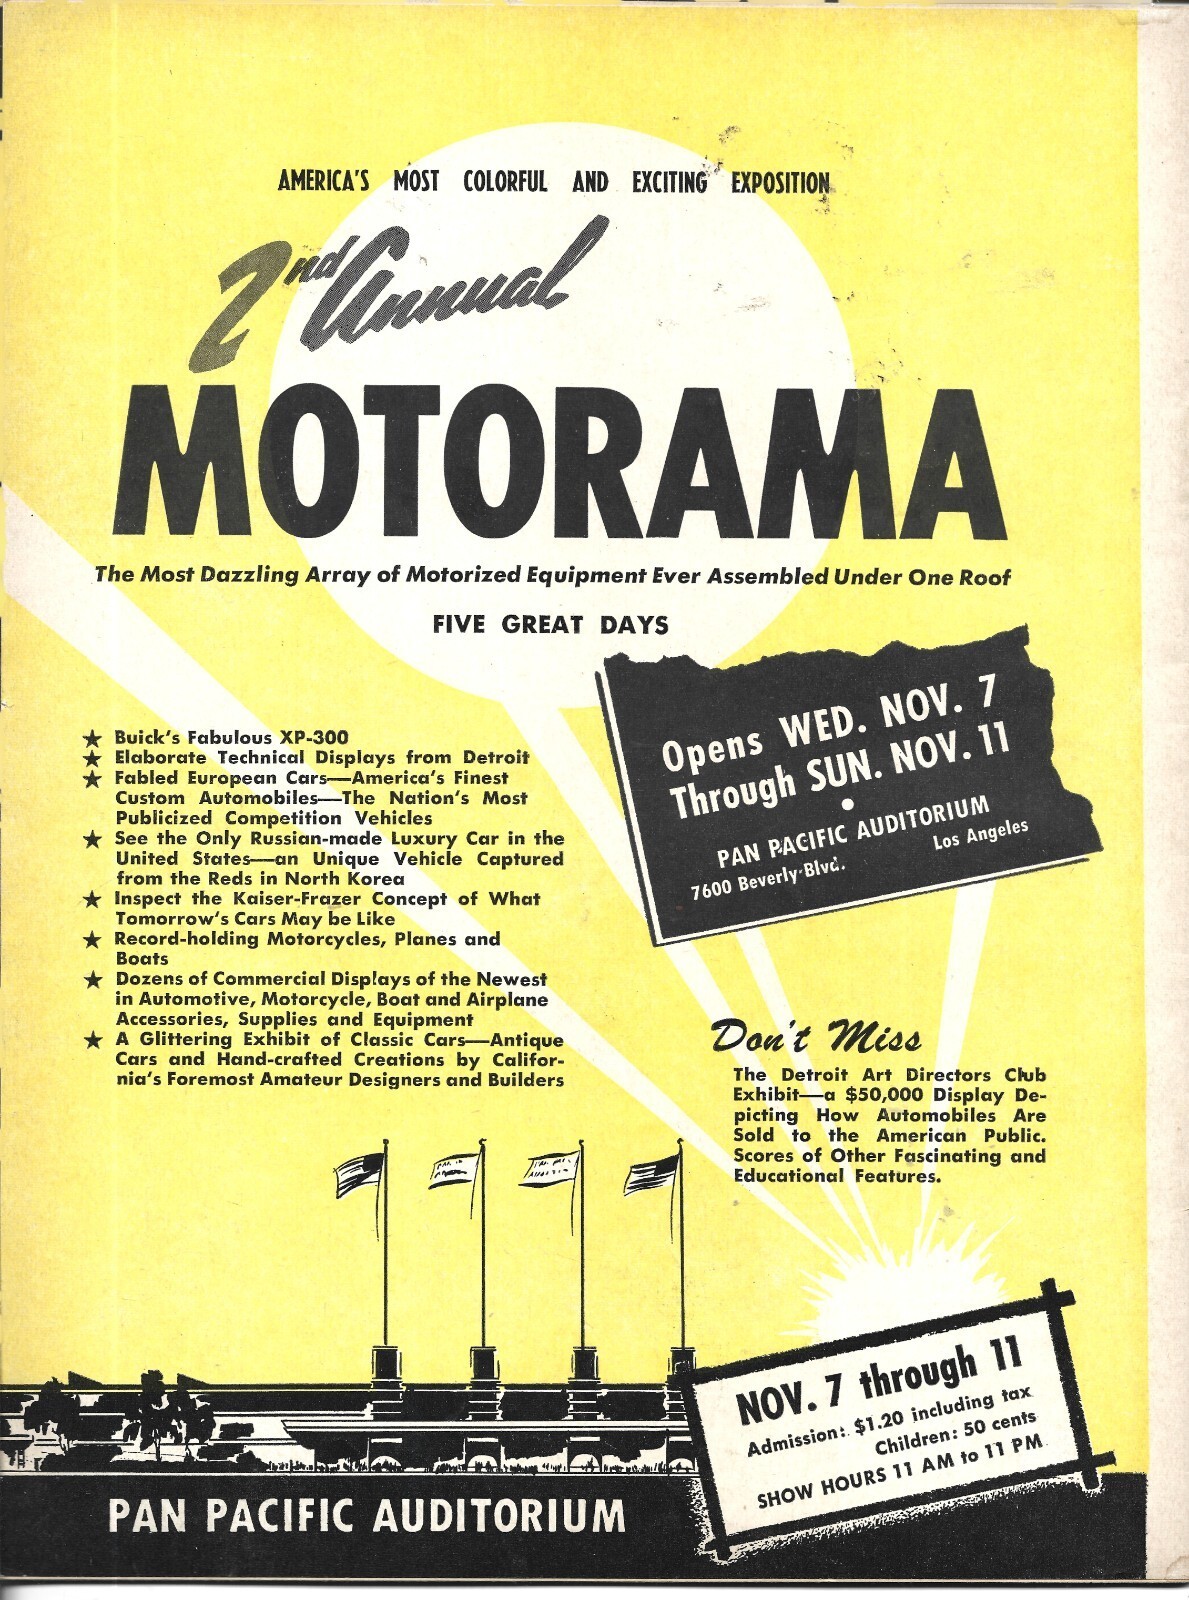 AMERICA'S MOST COLORFUL AND EXCITING EXPOSITION
2nd Annual
MOTORAMA
The Most Dazzling Array of Motorized Equipment Ever Assembled Under One Roof
FIVE GREAT DAYS
Opens WED. NOV. 7
Through SUN. NOV. 11
•
PAN PACIFIC AUDITORIUM
7600 Beverly Blvd. Los Angeles
★ Buick's Fabulous XP-300
★ Elaborate Technical Displays from Detroit
★ Fabled European Cars—America's Finest
Custom Automobiles—The Nation's Most
Publicized Competition Vehicles
★ See the Only Russian-made Luxury Car in the
United States—an Unique Vehicle Captured
from the Reds in North Korea
★ Inspect the Kaiser-Frazer Concept of What
Tomorrow's Cars May be Like
★ Record-holding Motorcycles, Planes and
Boats
★ Dozens of Commercial Displays of the Newest
in Automotive, Motorcycle, Boat and Airplane
Accessories, Supplies and Equipment
★ A Glittering Exhibit of Classic Cars—Antique
Cars and Hand-crafted Creations by Califor-
nia's Foremost Amateur Designers and Builders
Don't Miss
The Detroit Art Directors Club
Exhibit—a $50,000 Display De-
picting How Automobiles Are
Sold to the American Public.
Scores of Other Fascinating and
Educational Features.
NOV. 7 through 11
Admission: $1.20 including tax
Children: 50 cents
SHOW HOURS 11 AM to 11 PM
PAN PACIFIC AUDITORIUM